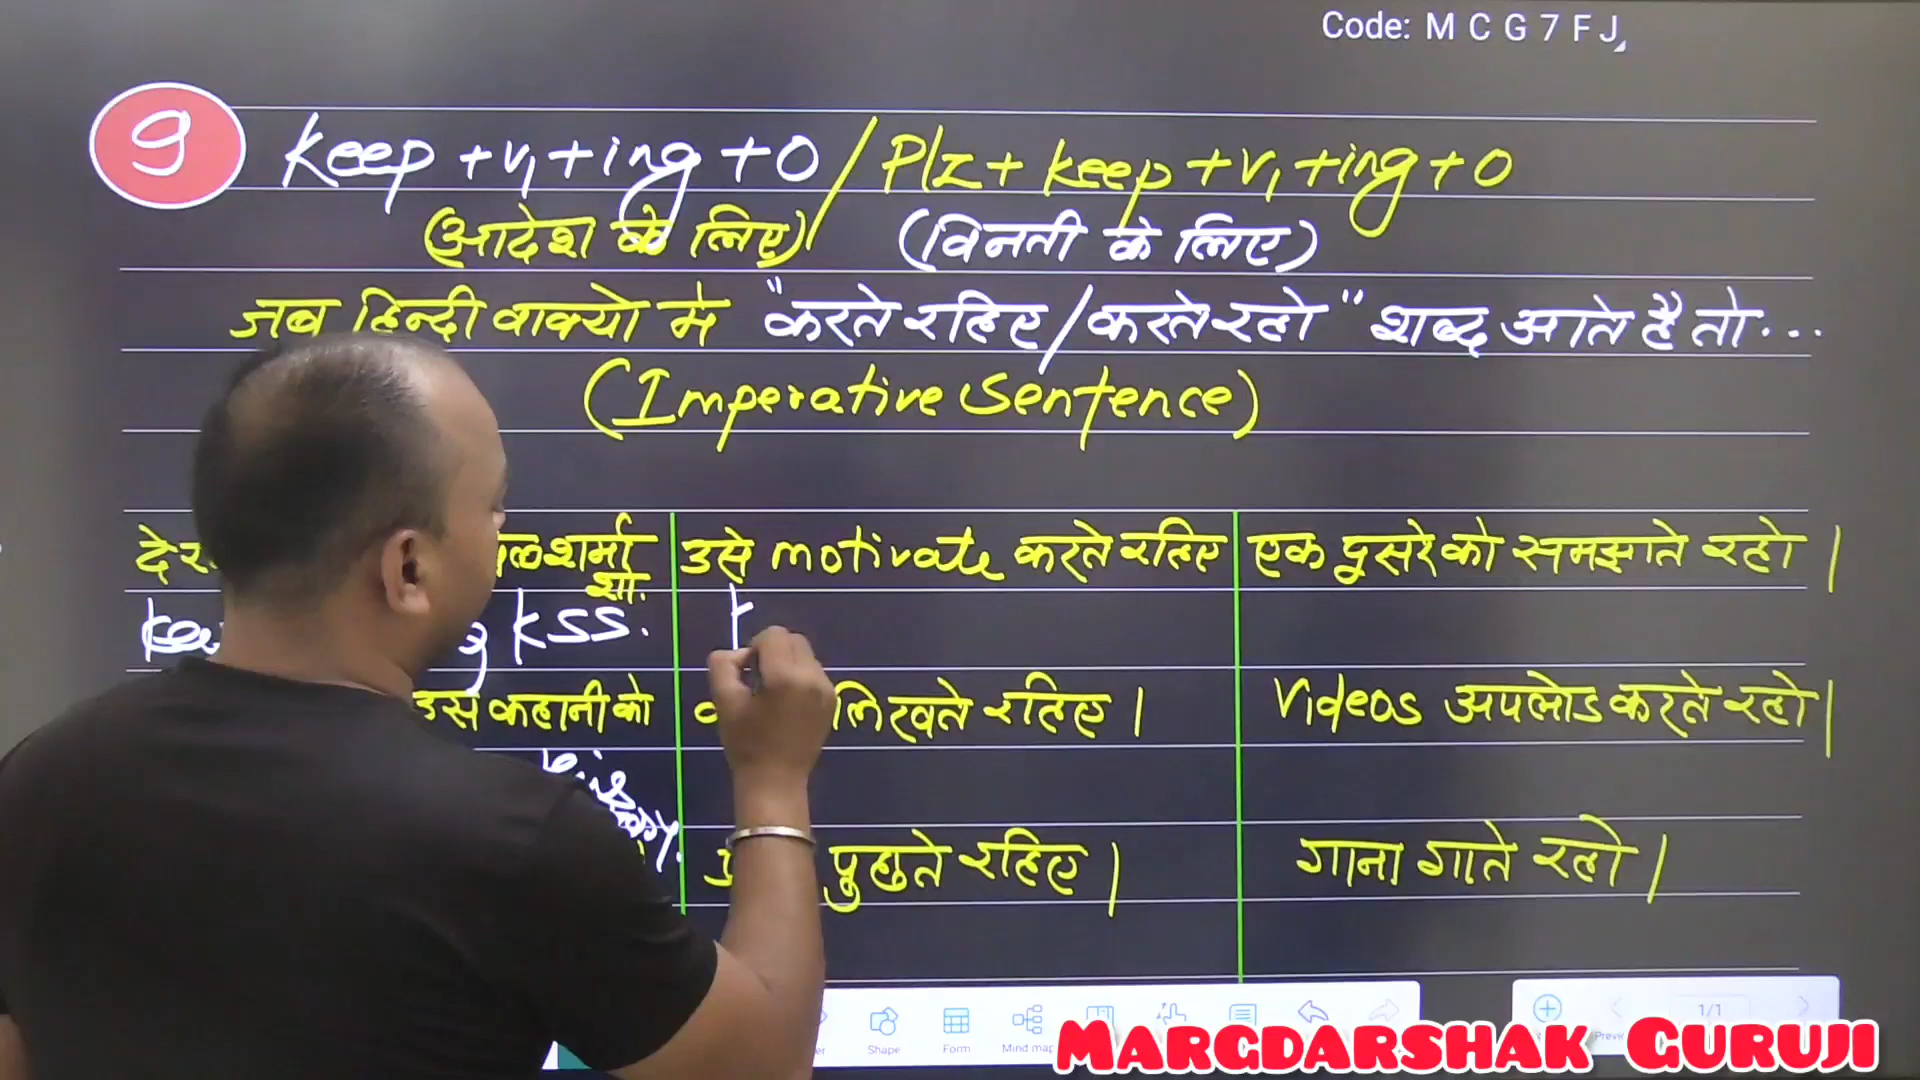 Code: M C G 7 F J
9 Keep + V1 + ing + O / Plz + Keep + V1 + ing + O
(आदेश के लिए) (विनती के लिए)
जब हिन्दी वाक्यो मे "करते रहिए/करते रहो" शब्द आते है तो...
(Imperative Sentence)
शर्मा उसे motivate करते रहिए एक दुसरे को समझाते रहो।
शो.
KSS.
उस कहानी को लिखते रहिए। Videos अपलोड करते रहो।
पुछते रहिए। गाना गाते रहो।
Shape Form Mind map 1/1
MARGDARSHAK GURUJI